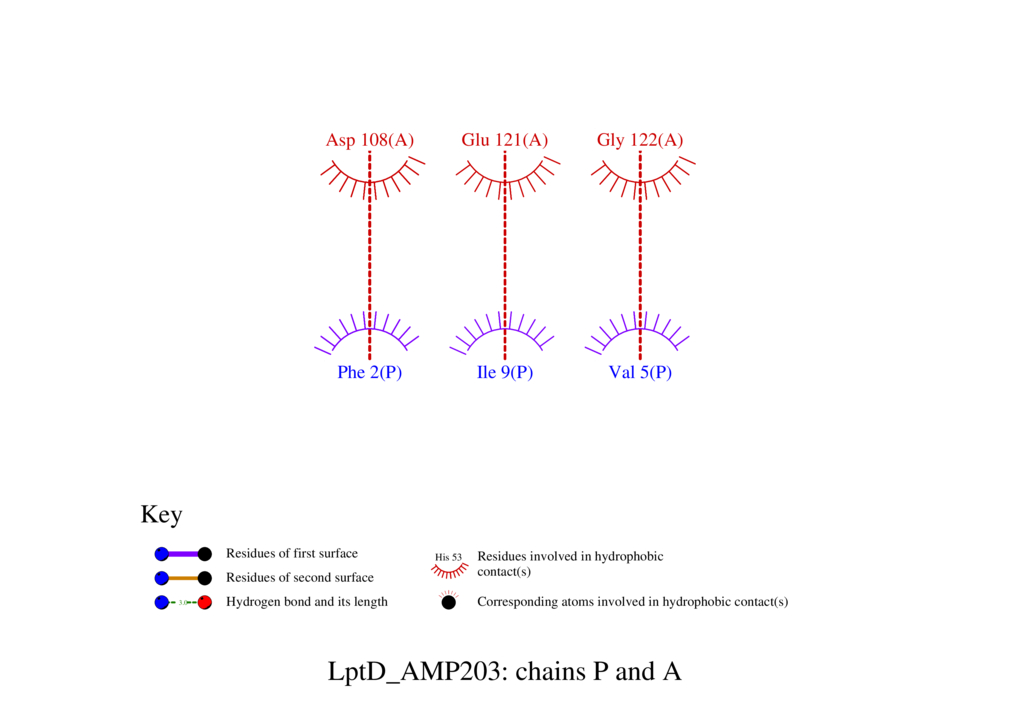 Asp 108(A) Glu 121(A) Gly 122(A)
Phe 2(P) Ile 9(P) Val 5(P)
Key
Residues of first surface
Residues of second surface
3.0
Hydrogen bond and its length
His 53
Residues involved in hydrophobic
contact(s)
Corresponding atoms involved in hydrophobic contact(s)
LptD_AMP203: chains P and A